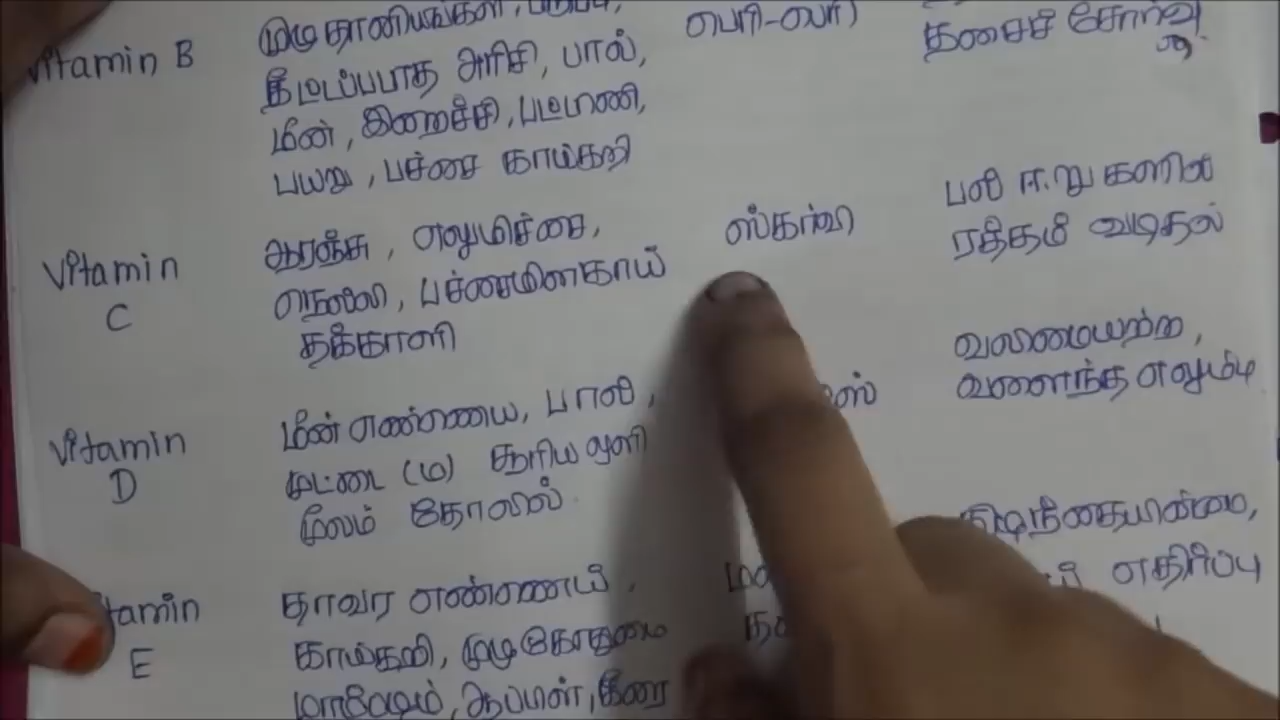 Vitamin B முழு தானியங்கள், பருப்பு, பெரி-பெரி தசைச் சோர்வு
தீட்டப்படாத அரிசி, பால்,
மீன், இறைச்சி, பட்டாணி,
பயறு, பச்சை காய்கறி
Vitamin C ஆரஞ்சு, எலுமிச்சை, ஸ்கர்வி பல் ஈறுகளில்
நெல்லி, பச்சைமிளகாய் ரத்தம் வடிதல்
தக்காளி
Vitamin D மீன் எண்ணெய், பால், வலிமையற்ற,
முட்டை (ம) சூரிய ஒளி வளைந்த எலும்பு
மூலம் தோலில்
Vitamin E தாவர எண்ணெய்,
காய்கறி, முழு கோதுமை எதிர்ப்பு
மாம்பழம், ஆப்பிள், கீரை